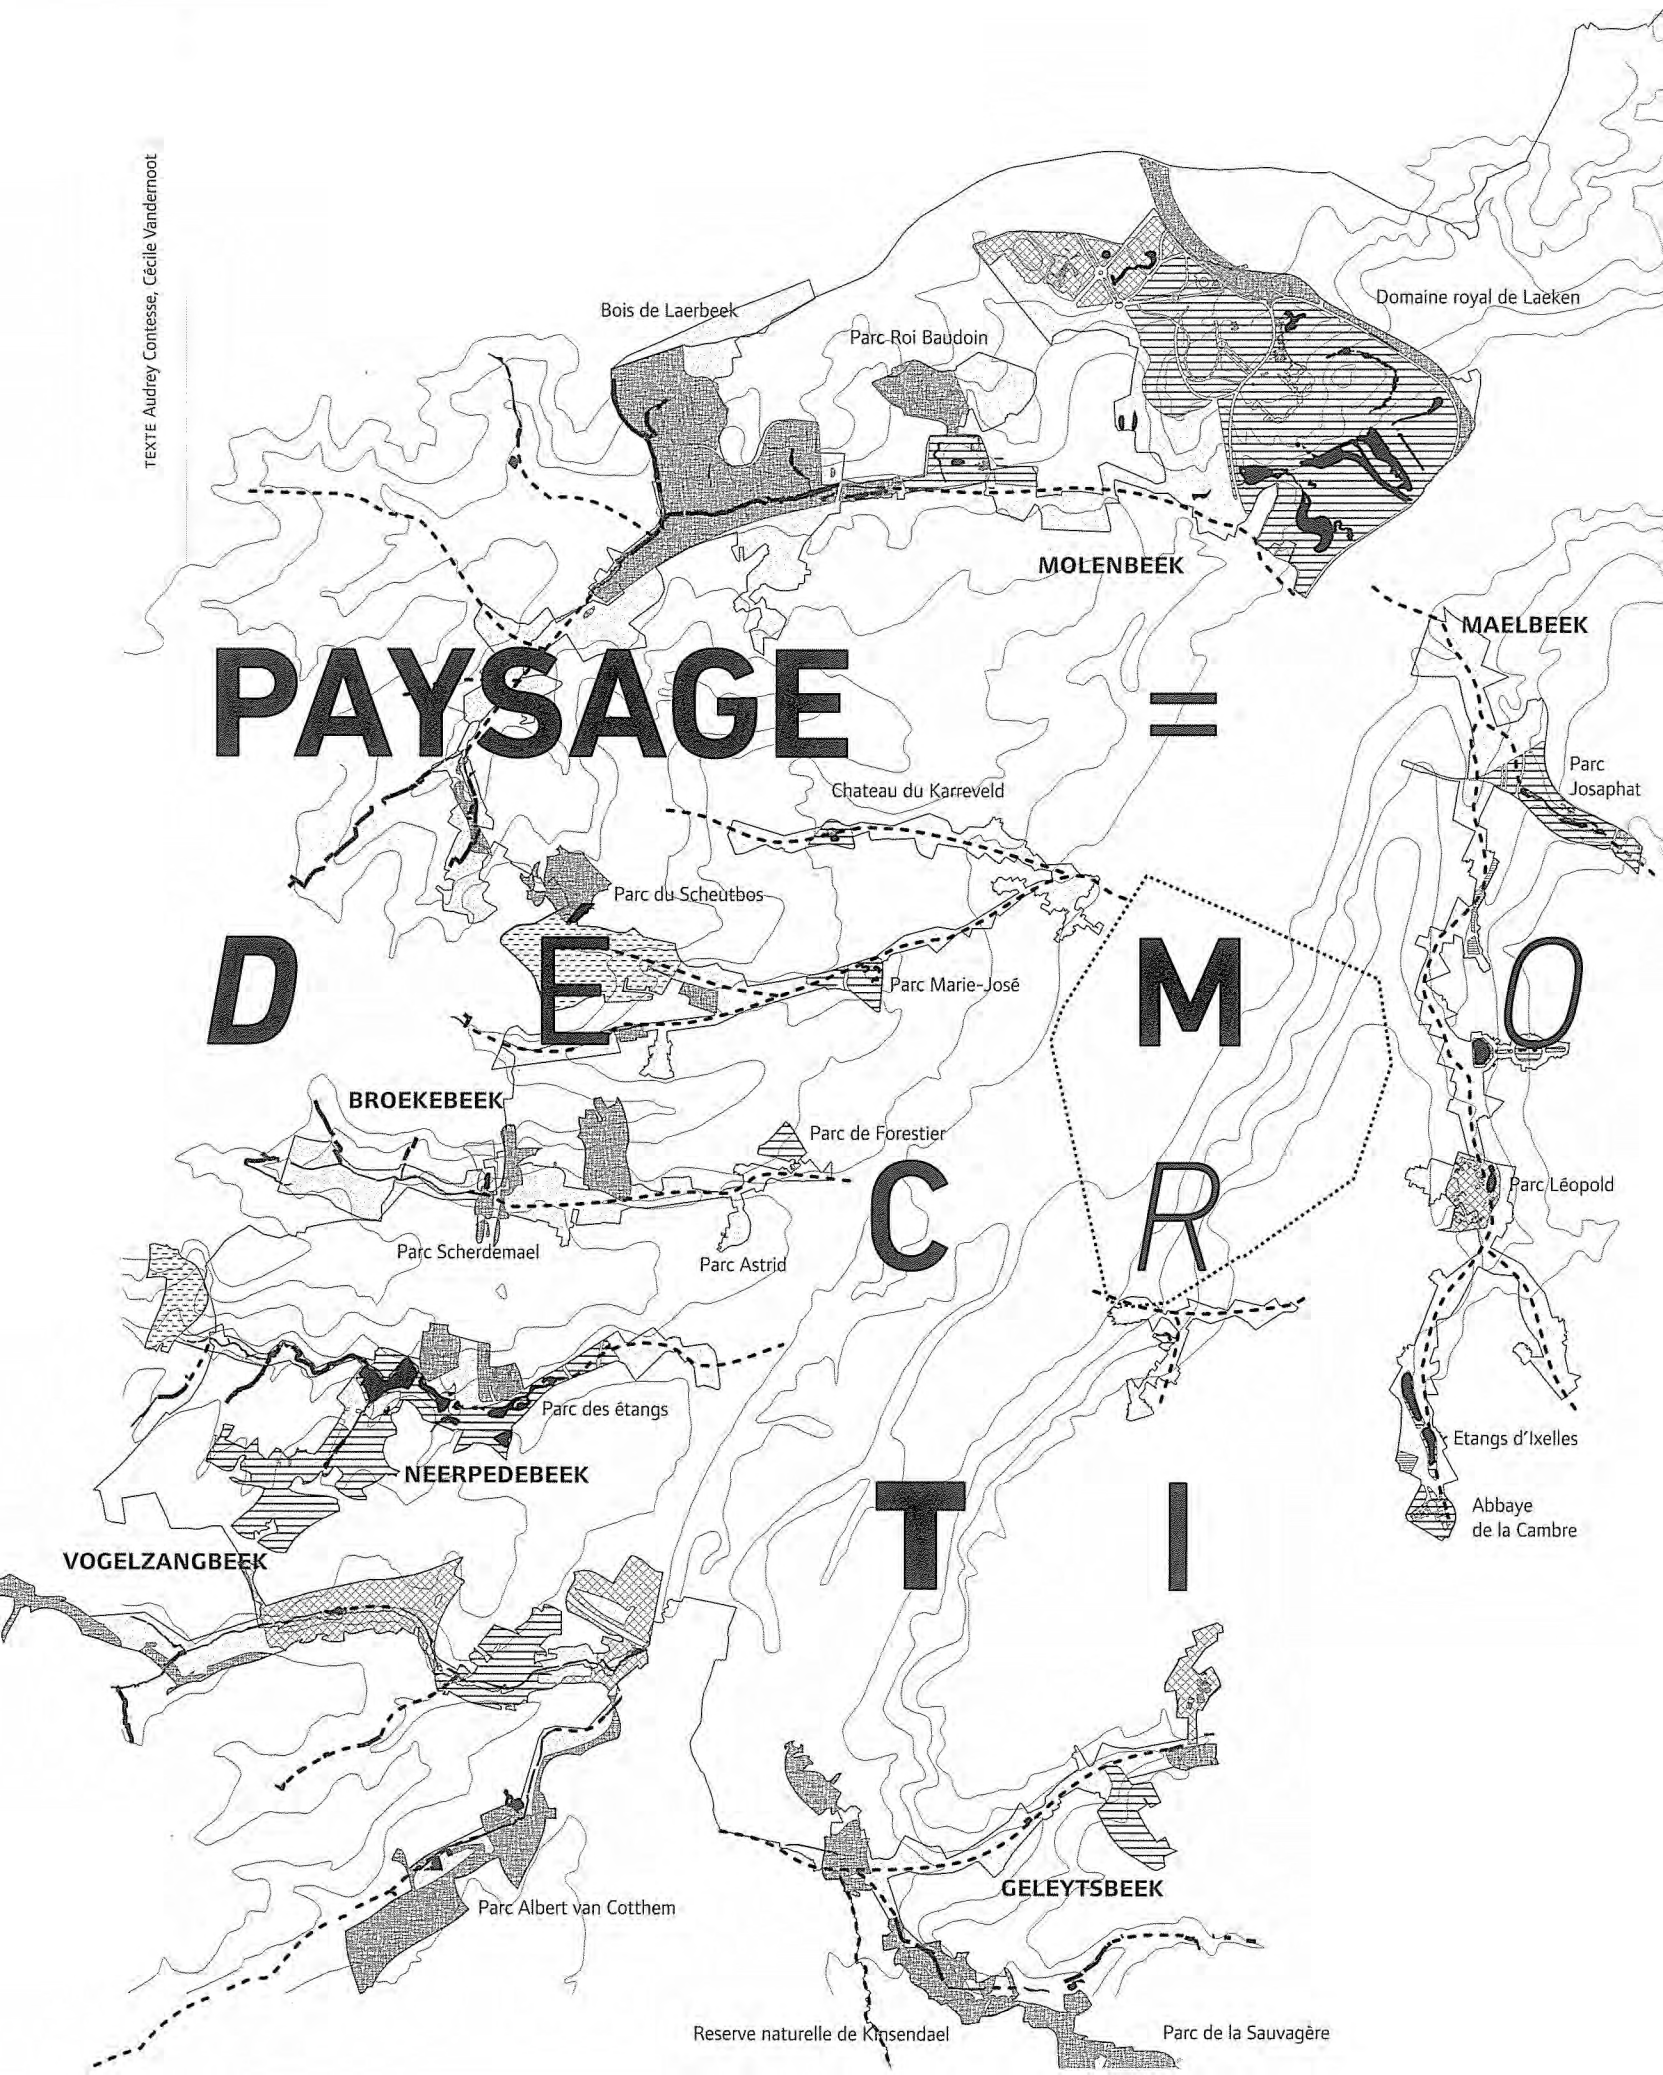 TEXTE Audrey Contesse, Cécile Vandernoot
Domaine royal de Laeken
Bois de Laerbeek
Parc Roi Baudoin
MOLENBEEK
MAELBEEK
PAYSAGE =
Parc
Josaphat
Chateau du Karreveld
Parc du Scheutbos
D E M O
Parc Marie-José
BROEKEBEEK
Parc de Forestier
C R
Parc Léopold
Parc Scherdemael
Parc Astrid
Parc des étangs
Etangs d'Ixelles
NEERPEDEBEEK
T I
Abbaye
de la Cambre
VOGELZANGBEEK
GELEYTSBEEK
Parc Albert van Cotthem
Reserve naturelle de Kinsendael
Parc de la Sauvagère